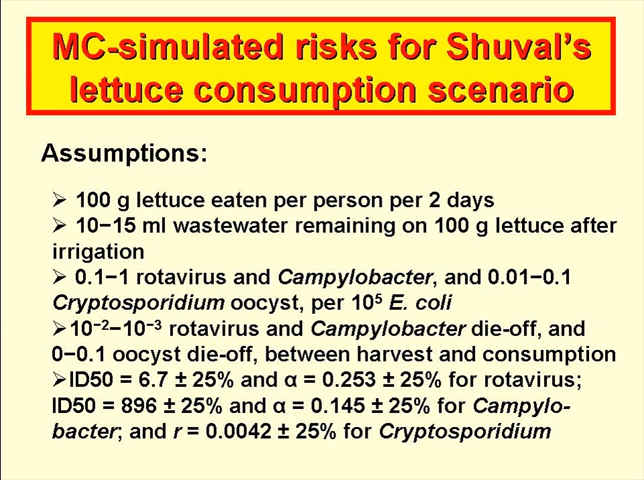 MC-simulated risks for Shuval’s
lettuce consumption scenario
Assumptions:
➢ 100 g lettuce eaten per person per 2 days
➢ 10−15 ml wastewater remaining on 100 g lettuce after
irrigation
➢ 0.1−1 rotavirus and Campylobacter, and 0.01−0.1
Cryptosporidium oocyst, per 10⁵ E. coli
➢10⁻²−10⁻³ rotavirus and Campylobacter die-off, and
0−0.1 oocyst die-off, between harvest and consumption
➢ID50 = 6.7 ± 25% and α = 0.253 ± 25% for rotavirus;
ID50 = 896 ± 25% and α = 0.145 ± 25% for Campylo-
bacter; and r = 0.0042 ± 25% for Cryptosporidium